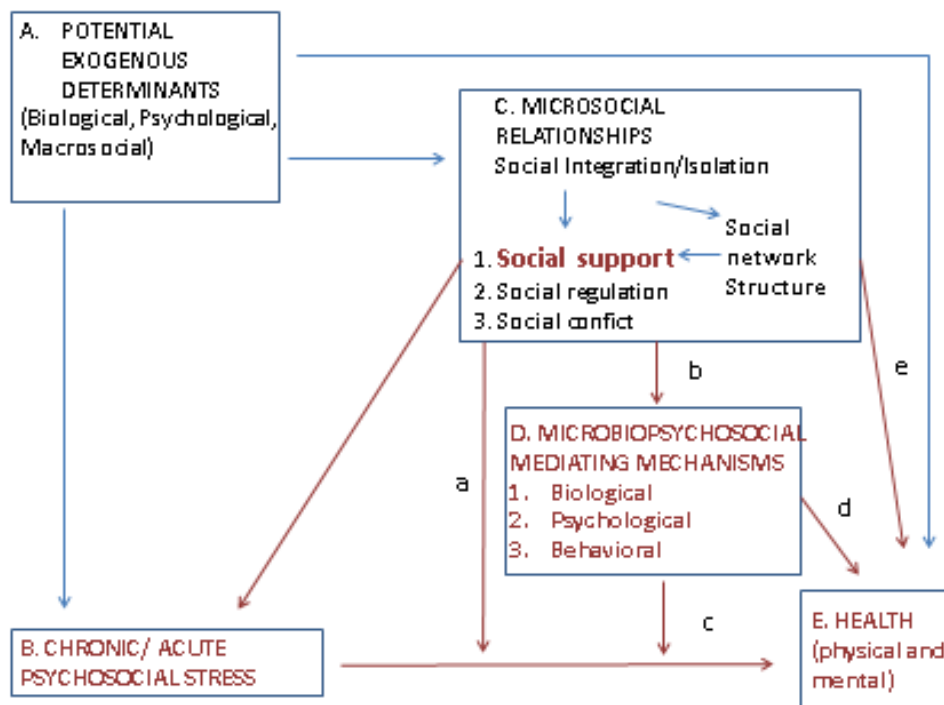 A. POTENTIAL
EXOGENOUS
DETERMINANTS
(Biological, Psychological,
Macrosocial)
C. MICROSOCIAL
RELATIONSHIPS
Social Integration/Isolation
Social
network
Structure
1. Social support
2. Social regulation
3. Social confict
a
b
e
D. MICROBIOPSYCHOSOCIAL
MEDIATING MECHANISMS
1. Biological
2. Psychological
3. Behavioral
d
c
B. CHRONIC/ ACUTE
PSYCHOSOCIAL STRESS
E. HEALTH
(physical and
mental)